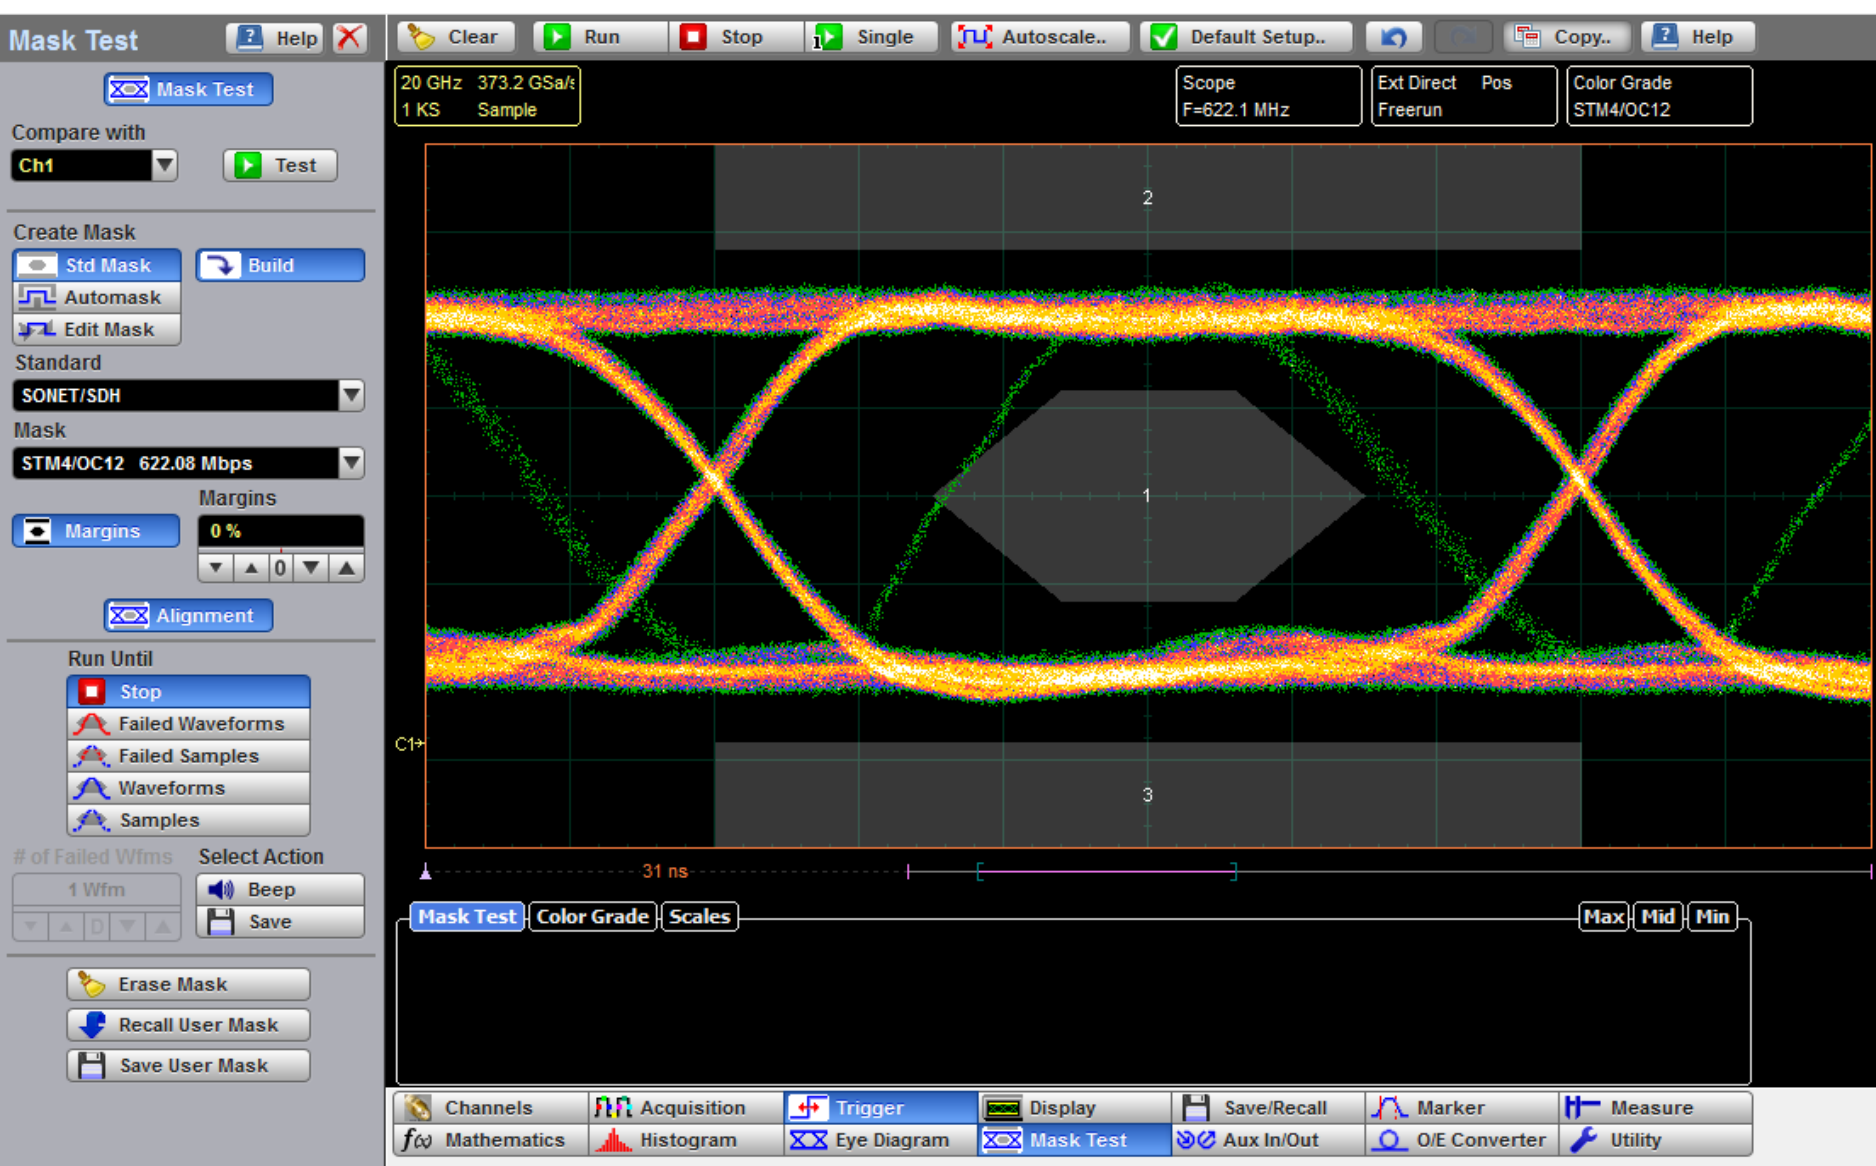 Mask Test
Help
Clear
Run
Stop
Single
Autoscale..
Default Setup..
Copy..
Help
Mask Test
Compare with
Ch1
Test
Create Mask
Std Mask
Build
Automask
Edit Mask
Standard
SONET/SDH
Mask
STM4/OC12 622.08 Mbps
Margins
Margins
0 %
0
Alignment
Run Until
Stop
Failed Waveforms
Failed Samples
Waveforms
Samples
# of Failed Wfms
Select Action
1 Wfm
Beep
D
Save
Erase Mask
Recall User Mask
Save User Mask
20 GHz 373.2 GSa/s
1 KS Sample
Scope
F=622.1 MHz
Ext Direct Pos
Freerun
Color Grade
STM4/OC12
2
1
C1
3
31 ns
Mask Test
Color Grade
Scales
Max
Mid
Min
Channels
Acquisition
Trigger
Display
Save/Recall
Marker
Measure
f(x) Mathematics
Histogram
Eye Diagram
Mask Test
Aux In/Out
O/E Converter
Utility